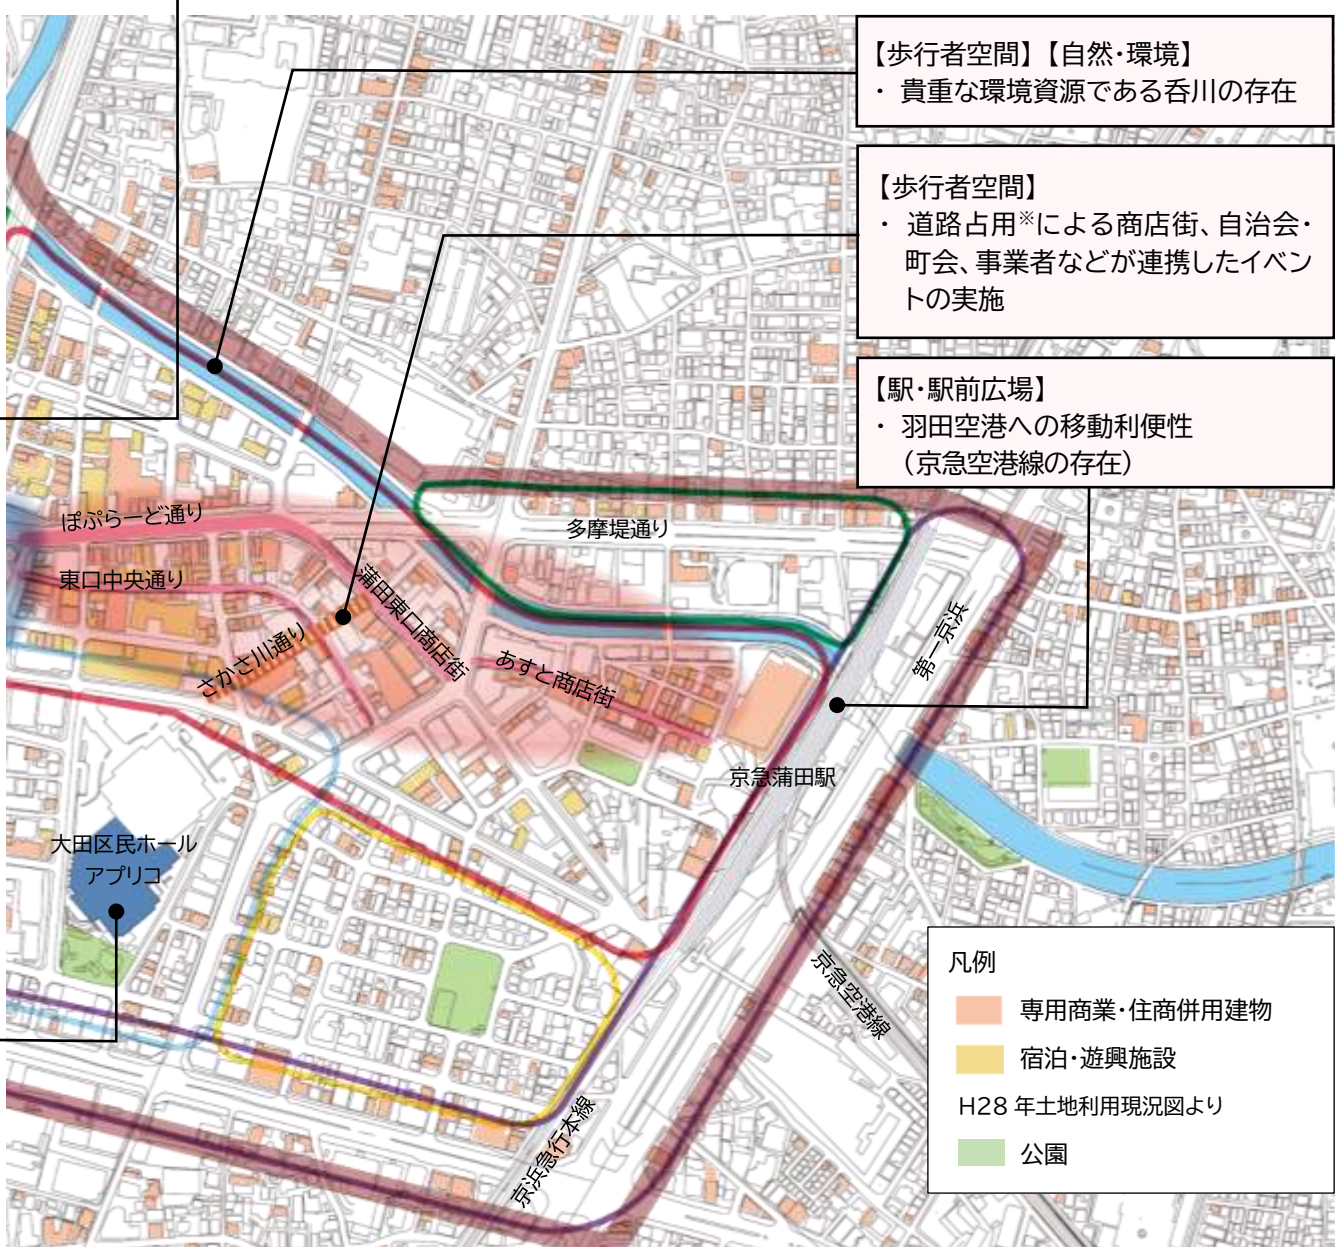 【歩行者空間】【自然・環境】
・ 貴重な環境資源である呑川の存在
【歩行者空間】
・ 道路占用※による商店街、自治会・
町会、事業者などが連携したイベン
トの実施
【駅・駅前広場】
・ 羽田空港への移動利便性
（京急空港線の存在）
ぽぷらーど通り
多摩堤通り
東口中央通り
蒲田東口商店街
さかさ川通り
あすと商店街
第一京浜
京急蒲田駅
大田区民ホール
アプリコ
京急空港線
京浜急行本線
凡例
専用商業・住商併用建物
宿泊・遊興施設
H28 年土地利用現況図より
公園